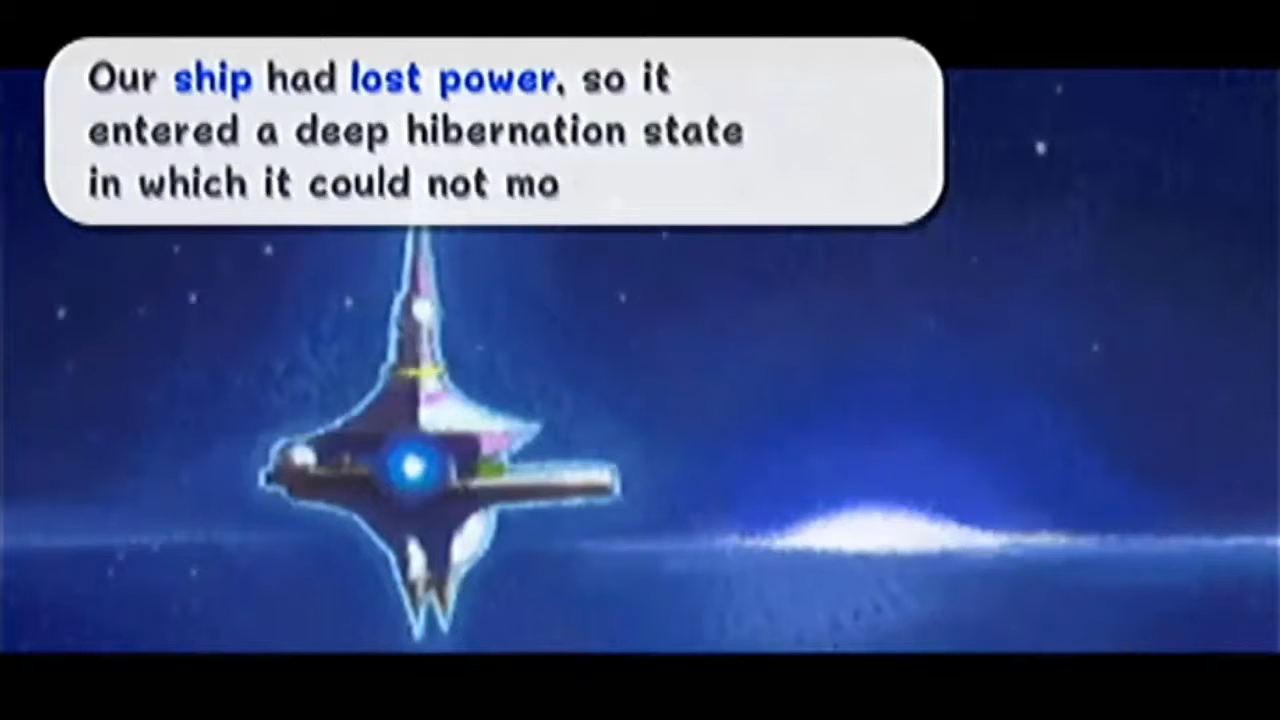 Our ship had lost power, so it
entered a deep hibernation state
in which it could not mo